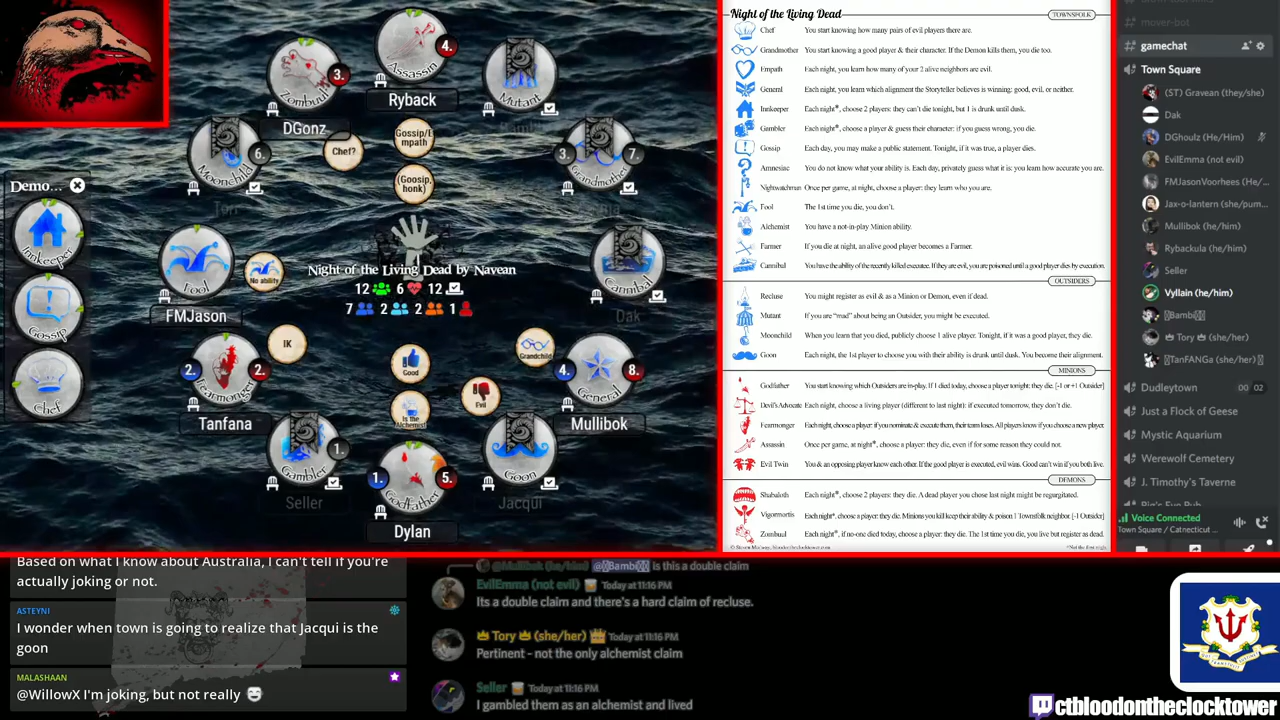 Night of the Living Dead
TOWNSFOLK
Chef You start knowing how many pairs of evil players there are.
Grandmother You start knowing a good player & their character. If the Demon kills them, you die too.
Empath Each night, you learn how many of your 2 alive neighbors are evil.
General Each night, you learn which alignment the Storyteller believes is winning: good, evil, or neither.
Innkeeper Each night*, choose 2 players: they can't die tonight, but 1 is drunk until dusk.
Gambler Each night*, choose a player & guess their character: if you guess wrong, you die.
Gossip Each day, you may make a public statement. Tonight, if it was true, a player dies.
Amnesiac You do not know what your ability is. Each day, privately guess what it is: you learn how accurate you are.
Nightwatchman Once per game, at night, choose a player: they learn who you are.
Fool The 1st time you die, you don't.
Alchemist You have a not-in-play Minion ability.
Farmer If you die at night, an alive good player becomes a Farmer.
Cannibal You have the ability of the recently killed executee. If they are evil, you are poisoned until a good player dies by execution.
OUTSIDERS
Recluse You might register as evil & as a Minion or Demon, even if dead.
Mutant If you are "mad" about being an Outsider, you might be executed.
Moonchild When you learn that you died, publicly choose 1 alive player. Tonight, if it was a good player, they die.
Goon Each night, the 1st player to choose you with their ability is drunk until dusk. You become their alignment.
MINIONS
Godfather You start knowing which Outsiders are in-play. If 1 died today, choose a player tonight: they die. [-1 or +1 Outsider]
Devil's Advocate Each night, choose a living player (different to last night): if executed tomorrow, they don't die.
Fearmonger Each night, choose a player: if you nominate & execute them, their team loses. All players know if you choose a new player.
Assassin Once per game, at night*, choose a player: they die, even if for some reason they could not.
Evil Twin You & an opposing player know each other. If the good player is executed, evil wins. Good can't win if you both live.
DEMONS
Shabaloth Each night*, choose 2 players: they die. A dead player you chose last night might be regurgitated.
Vigormortis Each night*, choose a player: they die. Minions you kill keep their ability & poison 1 Townsfolk neighbor. [-1 Outsider]
Zombuul Each night*, if no-one died today, choose a player: they die. The 1st time you die, you live but register as dead.
*Not the first night
Demo...
Innkeeper
Gossip
Chef
Zombuul
3.
DGonz
Assassin
4.
Ryback
Mutant
Moonchild
6.
Chef?
Gossip/E
mpath
(Goosip,
honk)
3.
Grandmother
7.
Fool
FMJason
No ability
Night of the Living Dead by Navean
12 6 12
7 2 2 1
Cannibal
Dak
2.
Fearmonger
2.
Tanfana
IK
Good
Is the
Alchemist
Evil
Grandchild
4.
General
8.
Mullibok
Gambler
1.
Seller
1.
Godfather
5.
Dylan
Goon
Jacqui
mover-bot
gamechat
Town Square
(ST) Gravean (they/she)
Dak
DGhoulz (He/Him)
EvilEmma (not evil)
FMJasonVoorhees (He/...
Jax-o-lantern (she/pum...
Mullibok (he/him)
Rybackula (he/him)
Seller
Vyllain (he/him)
Bambi
Tory (she/her)
TanFANGa (she/her)
Dudleytown 00 02
Just a Flock of Geese
Mystic Aquarium
Werewolf Cemetery
J. Timothy's Taverne
Voice Connected
Town Square / Catnecticut ...
Based on what I know about Australia, I can't tell if you're
actually joking or not.
ASTEYNI
I wonder when town is going to realize that Jacqui is the
goon
MALASHAAN
@WillowX I'm joking, but not really
@Mullibok (he/him) @Bambi is this a double claim
EvilEmma (not evil) Today at 11:16 PM
Its a double claim and there's a hard claim of recluse.
Tory (she/her) Today at 11:16 PM
Pertinent - not the only alchemist claim
Seller Today at 11:16 PM
I gambled them as an alchemist and lived
ctbloodontheclocktower